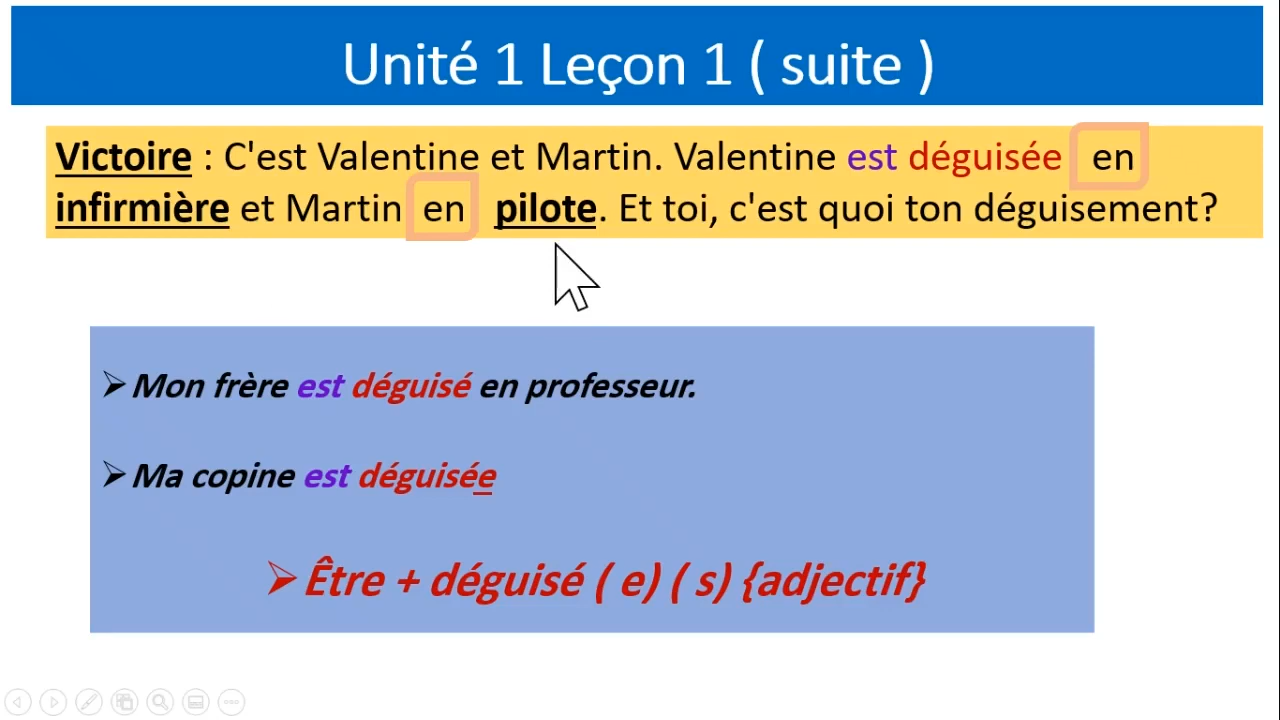 Unité 1 Leçon 1 ( suite )
Victoire : C'est Valentine et Martin. Valentine est déguisée en
infirmière et Martin en pilote. Et toi, c'est quoi ton déguisement?
➢ Mon frère est déguisé en professeur.
➢ Ma copine est déguisée
➢ Être + déguisé ( e) ( s) {adjectif}